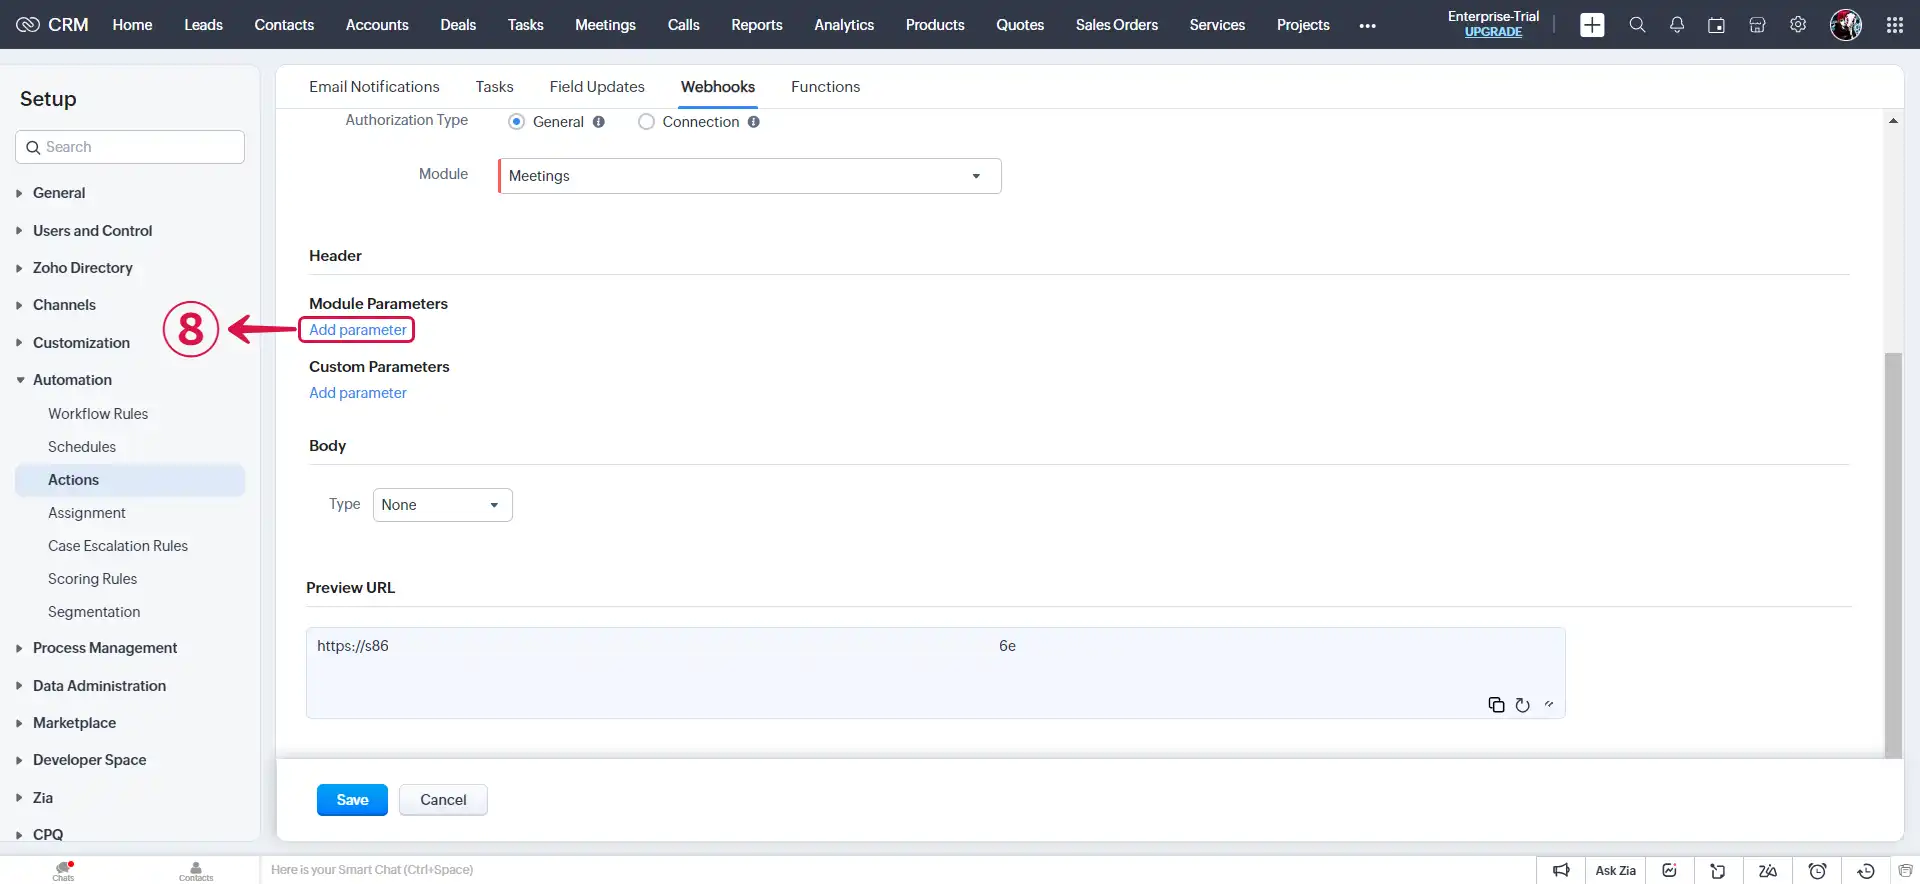 CRM Home Leads Contacts Accounts Deals Tasks Meetings Calls Reports Analytics Products Quotes Sales Orders Services Projects ••• Enterprise-Trial
UPGRADE
Setup
Search
General
Users and Control
Zoho Directory
Channels
Customization
Automation
Workflow Rules
Schedules
Actions
Assignment
Case Escalation Rules
Scoring Rules
Segmentation
Process Management
Data Administration
Marketplace
Developer Space
Zia
CPQ
Email Notifications Tasks Field Updates Webhooks Functions
Authorization Type General Connection
Module Meetings
Header
Module Parameters
8 Add parameter
Custom Parameters
Add parameter
Body
Type None
Preview URL
https://s86 6e
Save Cancel
Chats Contacts Here is your Smart Chat (Ctrl+Space) Ask Zia